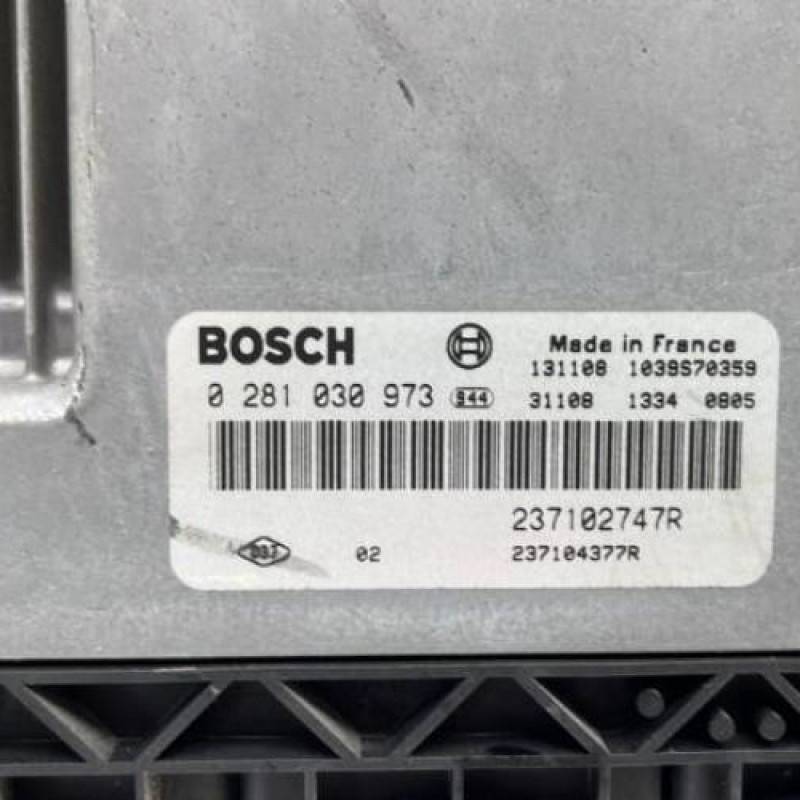 BOSCH
Made in France
131108 1039S70359
0 281 030 973 944 31108 1334 0805
237102747R
02 237104377R